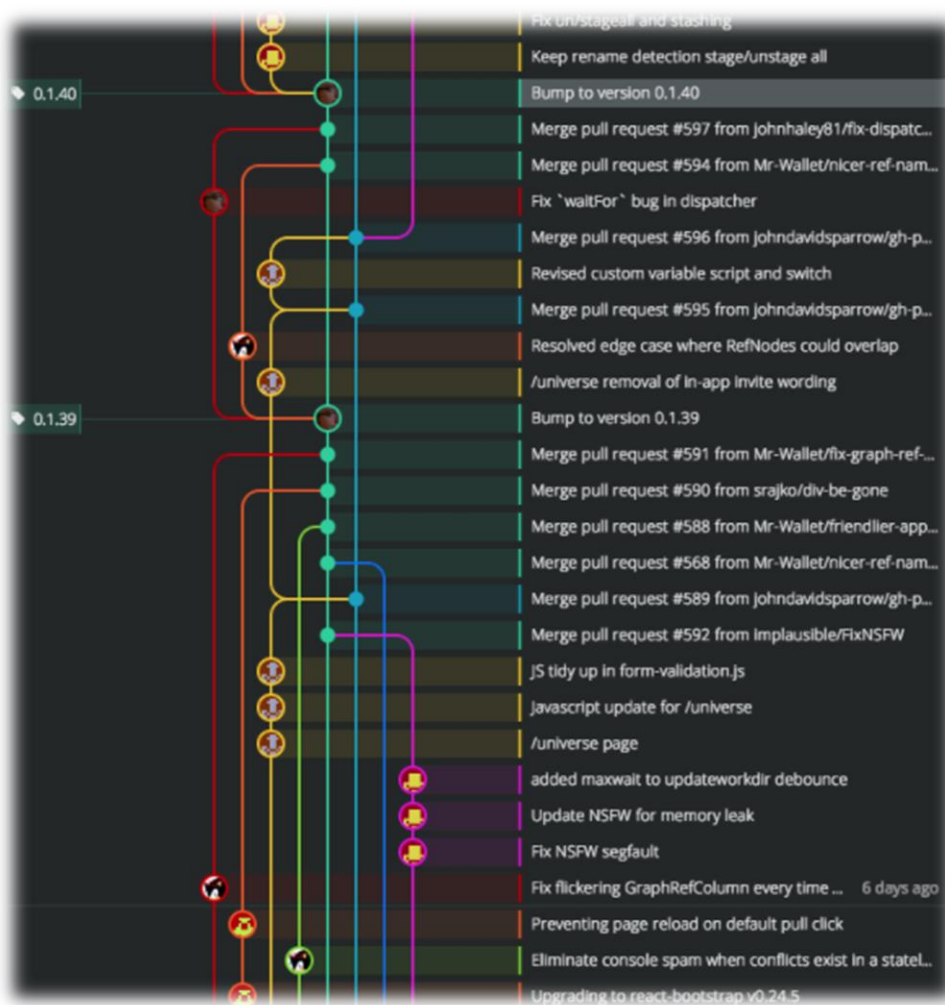 Fix un/stageall and stashing
Keep rename detection stage/unstage all
0.1.40 Bump to version 0.1.40
Merge pull request #597 from johnhaley81/fix-dispatc...
Merge pull request #594 from Mr-Wallet/nicer-ref-nam...
Fix `waitFor` bug in dispatcher
Merge pull request #596 from johndavidsparrow/gh-p...
Revised custom variable script and switch
Merge pull request #595 from johndavidsparrow/gh-p...
Resolved edge case where RefNodes could overlap
/universe removal of in-app invite wording
0.1.39 Bump to version 0.1.39
Merge pull request #591 from Mr-Wallet/fix-graph-ref-...
Merge pull request #590 from srajko/div-be-gone
Merge pull request #588 from Mr-Wallet/friendlier-app...
Merge pull request #568 from Mr-Wallet/nicer-ref-nam...
Merge pull request #589 from johndavidsparrow/gh-p...
Merge pull request #592 from implausible/FixNSFW
JS tidy up in form-validation.js
Javascript update for /universe
/universe page
added maxwait to updateworkdir debounce
Update NSFW for memory leak
Fix NSFW segfault
Fix flickering GraphRefColumn every time ... 6 days ago
Preventing page reload on default pull click
Eliminate console spam when conflicts exist in a statel...
Upgrading to react-bootstrap v0.24.5